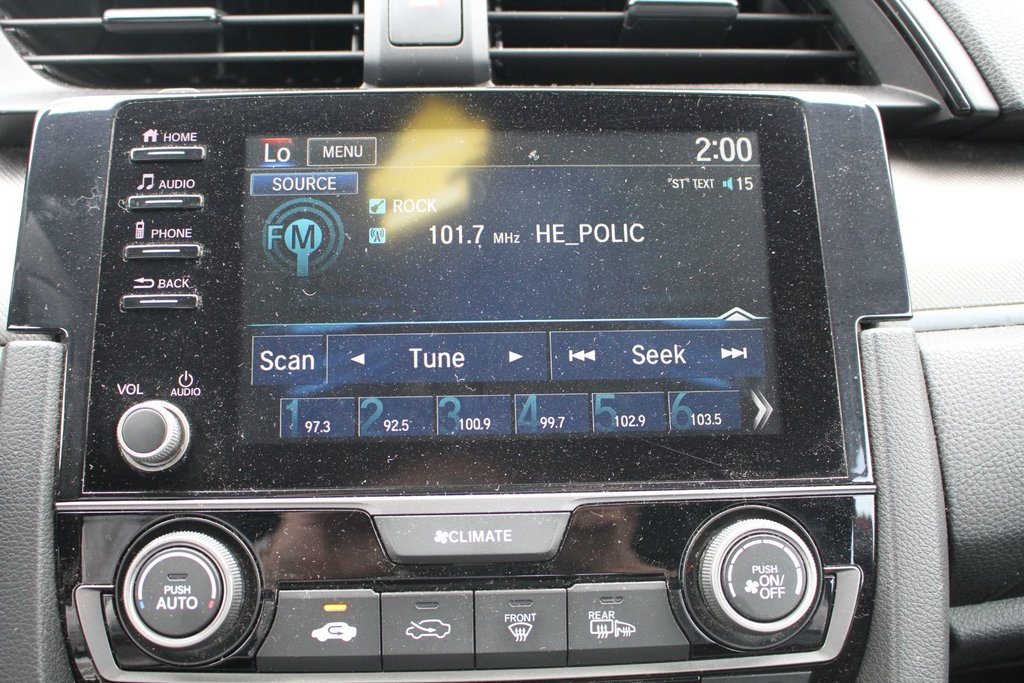 HOME
Lo MENU 2:00
AUDIO
SOURCE "ST" TEXT 15
ROCK
PHONE
FM 101.7 MHz HE_POLIC
BACK
Scan Tune Seek
VOL AUDIO
1 97.3 2 92.5 3 100.9 4 99.7 5 102.9 6 103.5
CLIMATE
PUSH AUTO
PUSH ON/ OFF
FRONT REAR